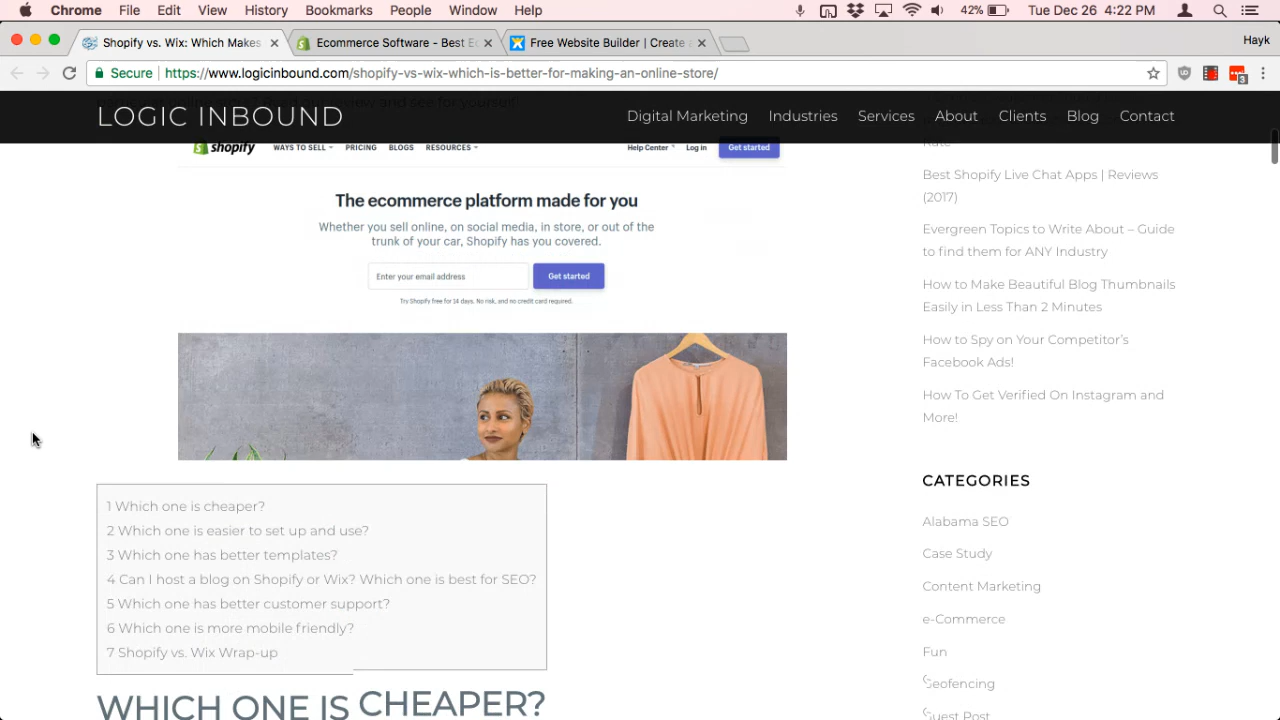 Chrome File Edit View History Bookmarks People Window Help 42% Tue Dec 26 4:22 PM
Shopify vs. Wix: Which Makes Ecommerce Software - Best Ec Free Website Builder | Create a Hayk
Secure https://www.logicinbound.com/shopify-vs-wix-which-is-better-for-making-an-online-store/ 3
LOGIC INBOUND Digital Marketing Industries Services About Clients Blog Contact
shopify WAYS TO SELL PRICING BLOGS RESOURCES Help Center Log in Get started
The ecommerce platform made for you
Whether you sell online, on social media, in store, or out of the
trunk of your car, Shopify has you covered.
Enter your email address Get started
Try Shopify free for 14 days. No risk, and no credit card required.
1 Which one is cheaper?
2 Which one is easier to set up and use?
3 Which one has better templates?
4 Can I host a blog on Shopify or Wix? Which one is best for SEO?
5 Which one has better customer support?
6 Which one is more mobile friendly?
7 Shopify vs. Wix Wrap-up
WHICH ONE IS CHEAPER?
Rate
Best Shopify Live Chat Apps | Reviews
(2017)
Evergreen Topics to Write About – Guide
to find them for ANY Industry
How to Make Beautiful Blog Thumbnails
Easily in Less Than 2 Minutes
How to Spy on Your Competitor's
Facebook Ads!
How To Get Verified On Instagram and
More!
CATEGORIES
Alabama SEO
Case Study
Content Marketing
e-Commerce
Fun
Geofencing
Guest Post